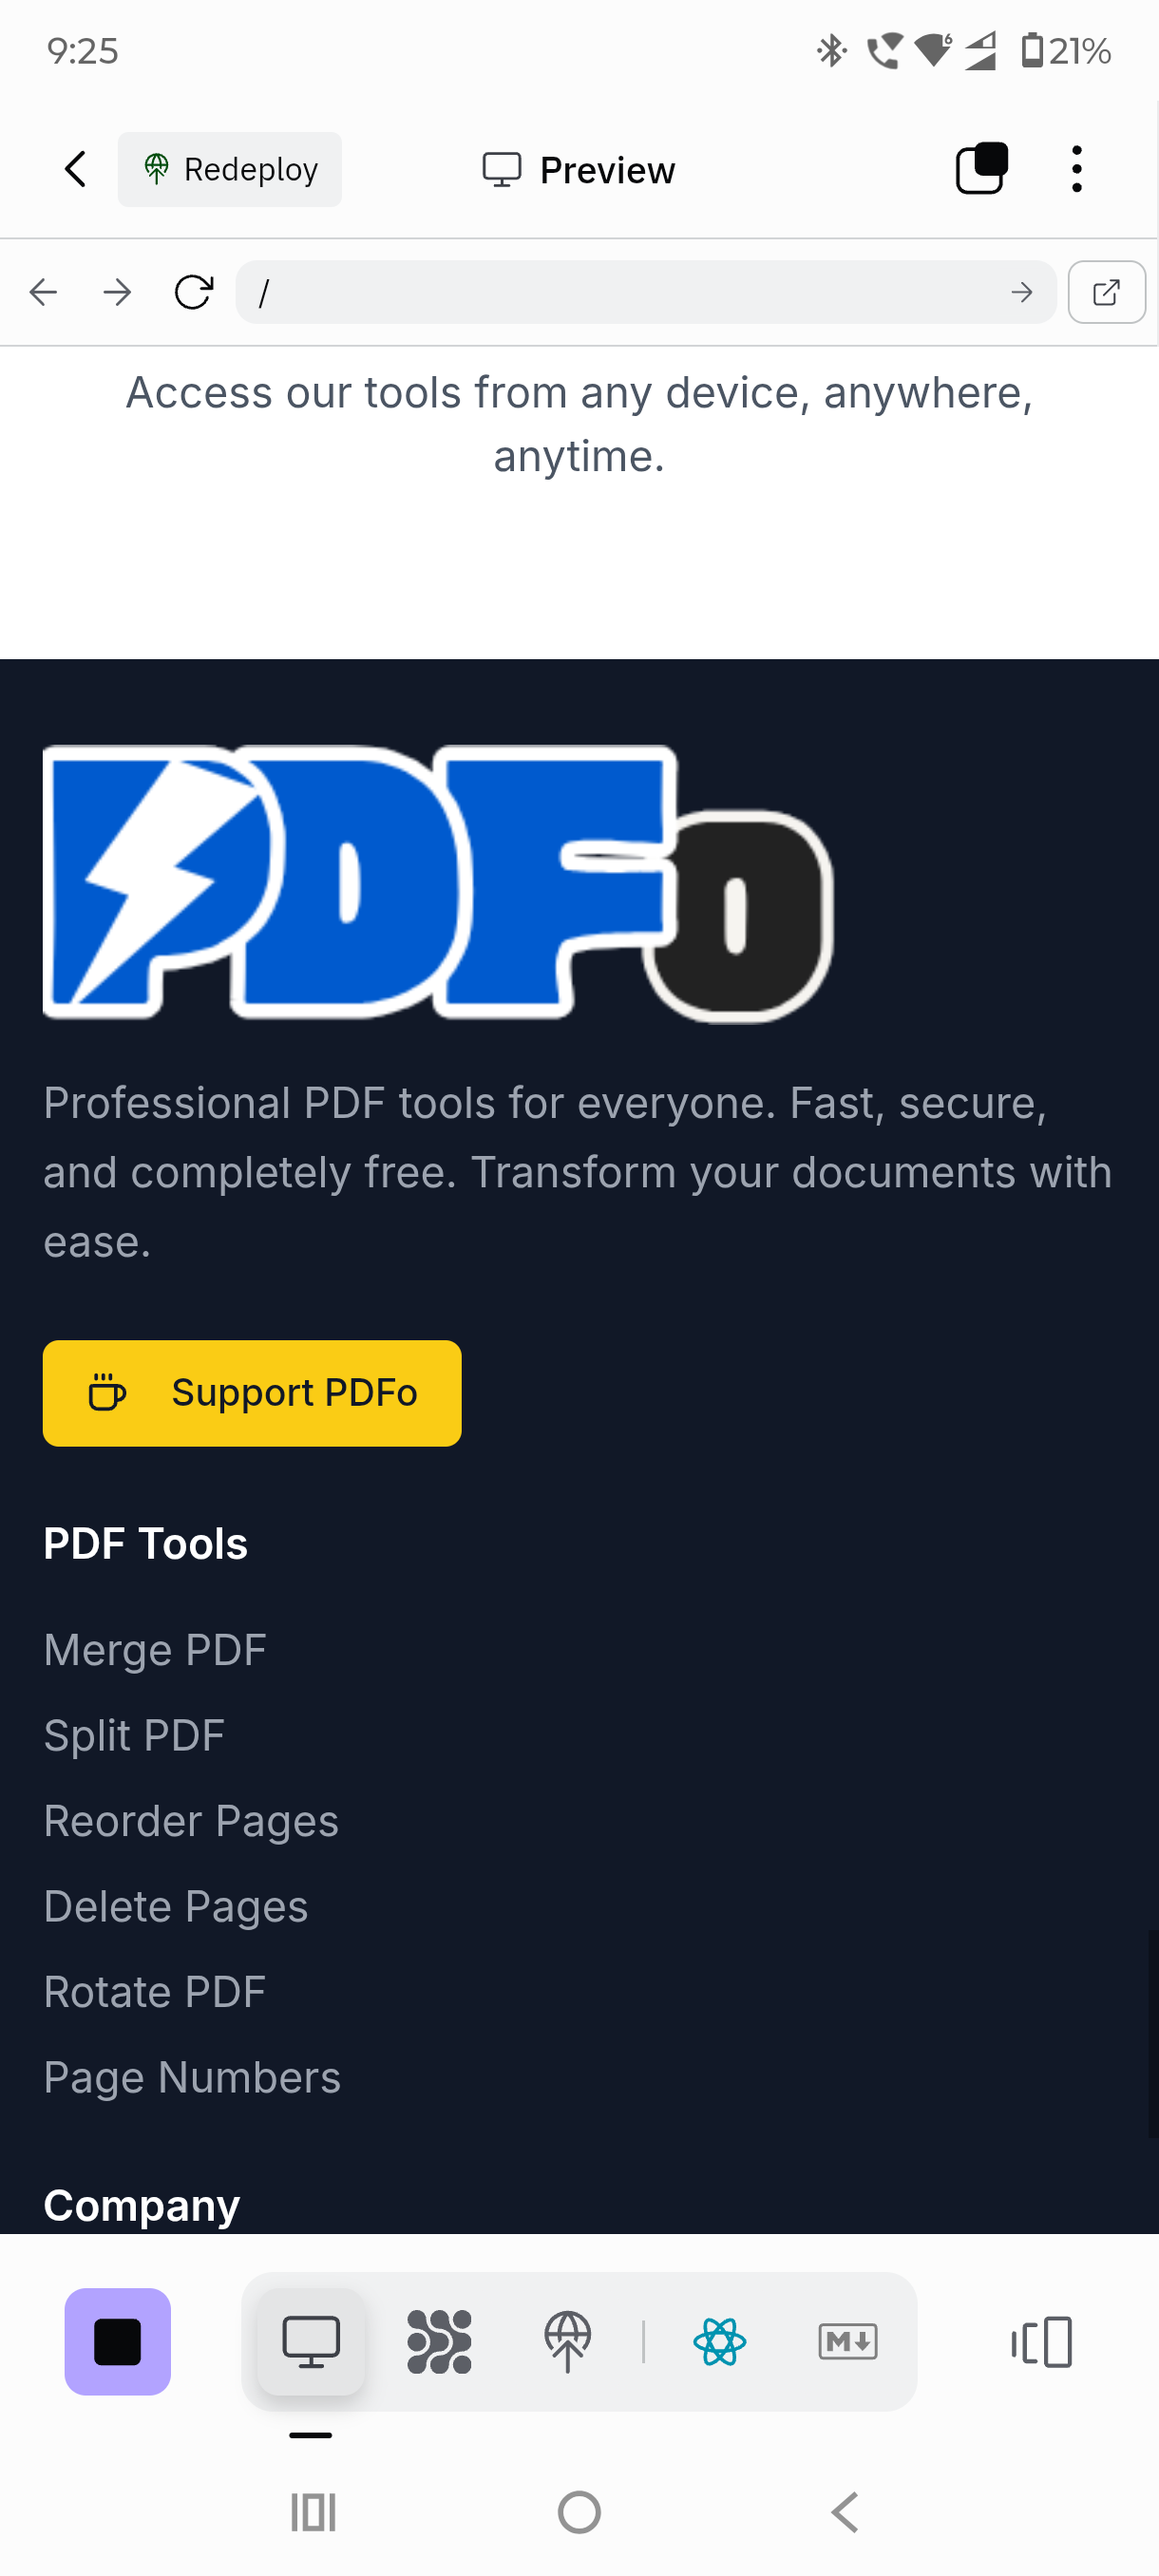 9:25
6
21%
Redeploy
Preview
/
Access our tools from any device, anywhere,
anytime.
PDFo
Professional PDF tools for everyone. Fast, secure,
and completely free. Transform your documents with
ease.
Support PDFo
PDF Tools
Merge PDF
Split PDF
Reorder Pages
Delete Pages
Rotate PDF
Page Numbers
Company
M